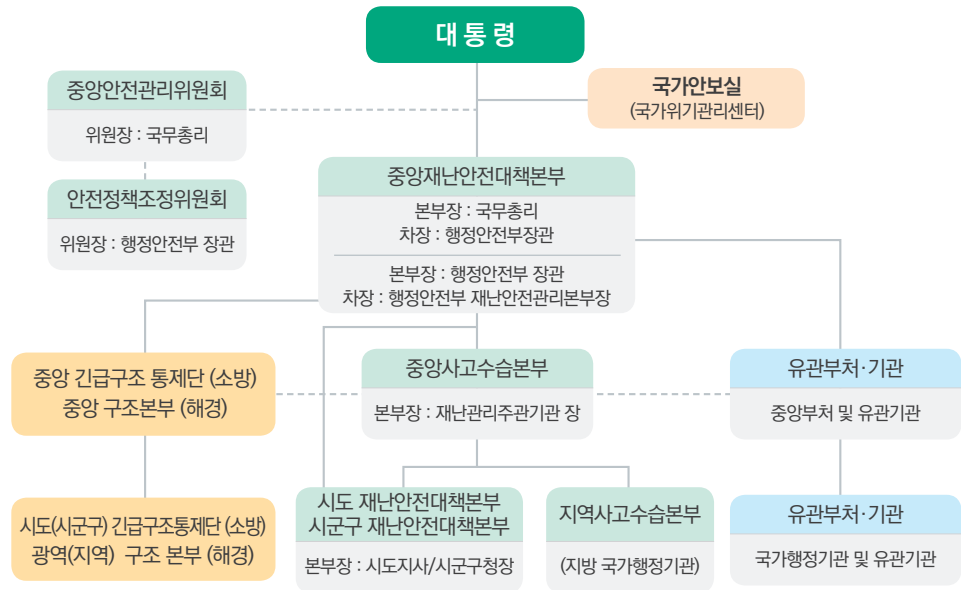 대통령
중앙안전관리위원회
위원장 : 국무총리
국가안보실
(국가위기관리센터)
안전정책조정위원회
위원장 : 행정안전부 장관
중앙재난안전대책본부
본부장 : 국무총리
차장 : 행정안전부장관
본부장 : 행정안전부 장관
차장 : 행정안전부 재난안전관리본부장
중앙 긴급구조 통제단 (소방)
중앙 구조본부 (해경)
중앙사고수습본부
본부장 : 재난관리주관기관 장
유관부처·기관
중앙부처 및 유관기관
시도(시군구) 긴급구조통제단 (소방)
광역(지역) 구조 본부 (해경)
시도 재난안전대책본부
시군구 재난안전대책본부
본부장 : 시도지사/시군구청장
지역사고수습본부
(지방 국가행정기관)
유관부처·기관
국가행정기관 및 유관기관